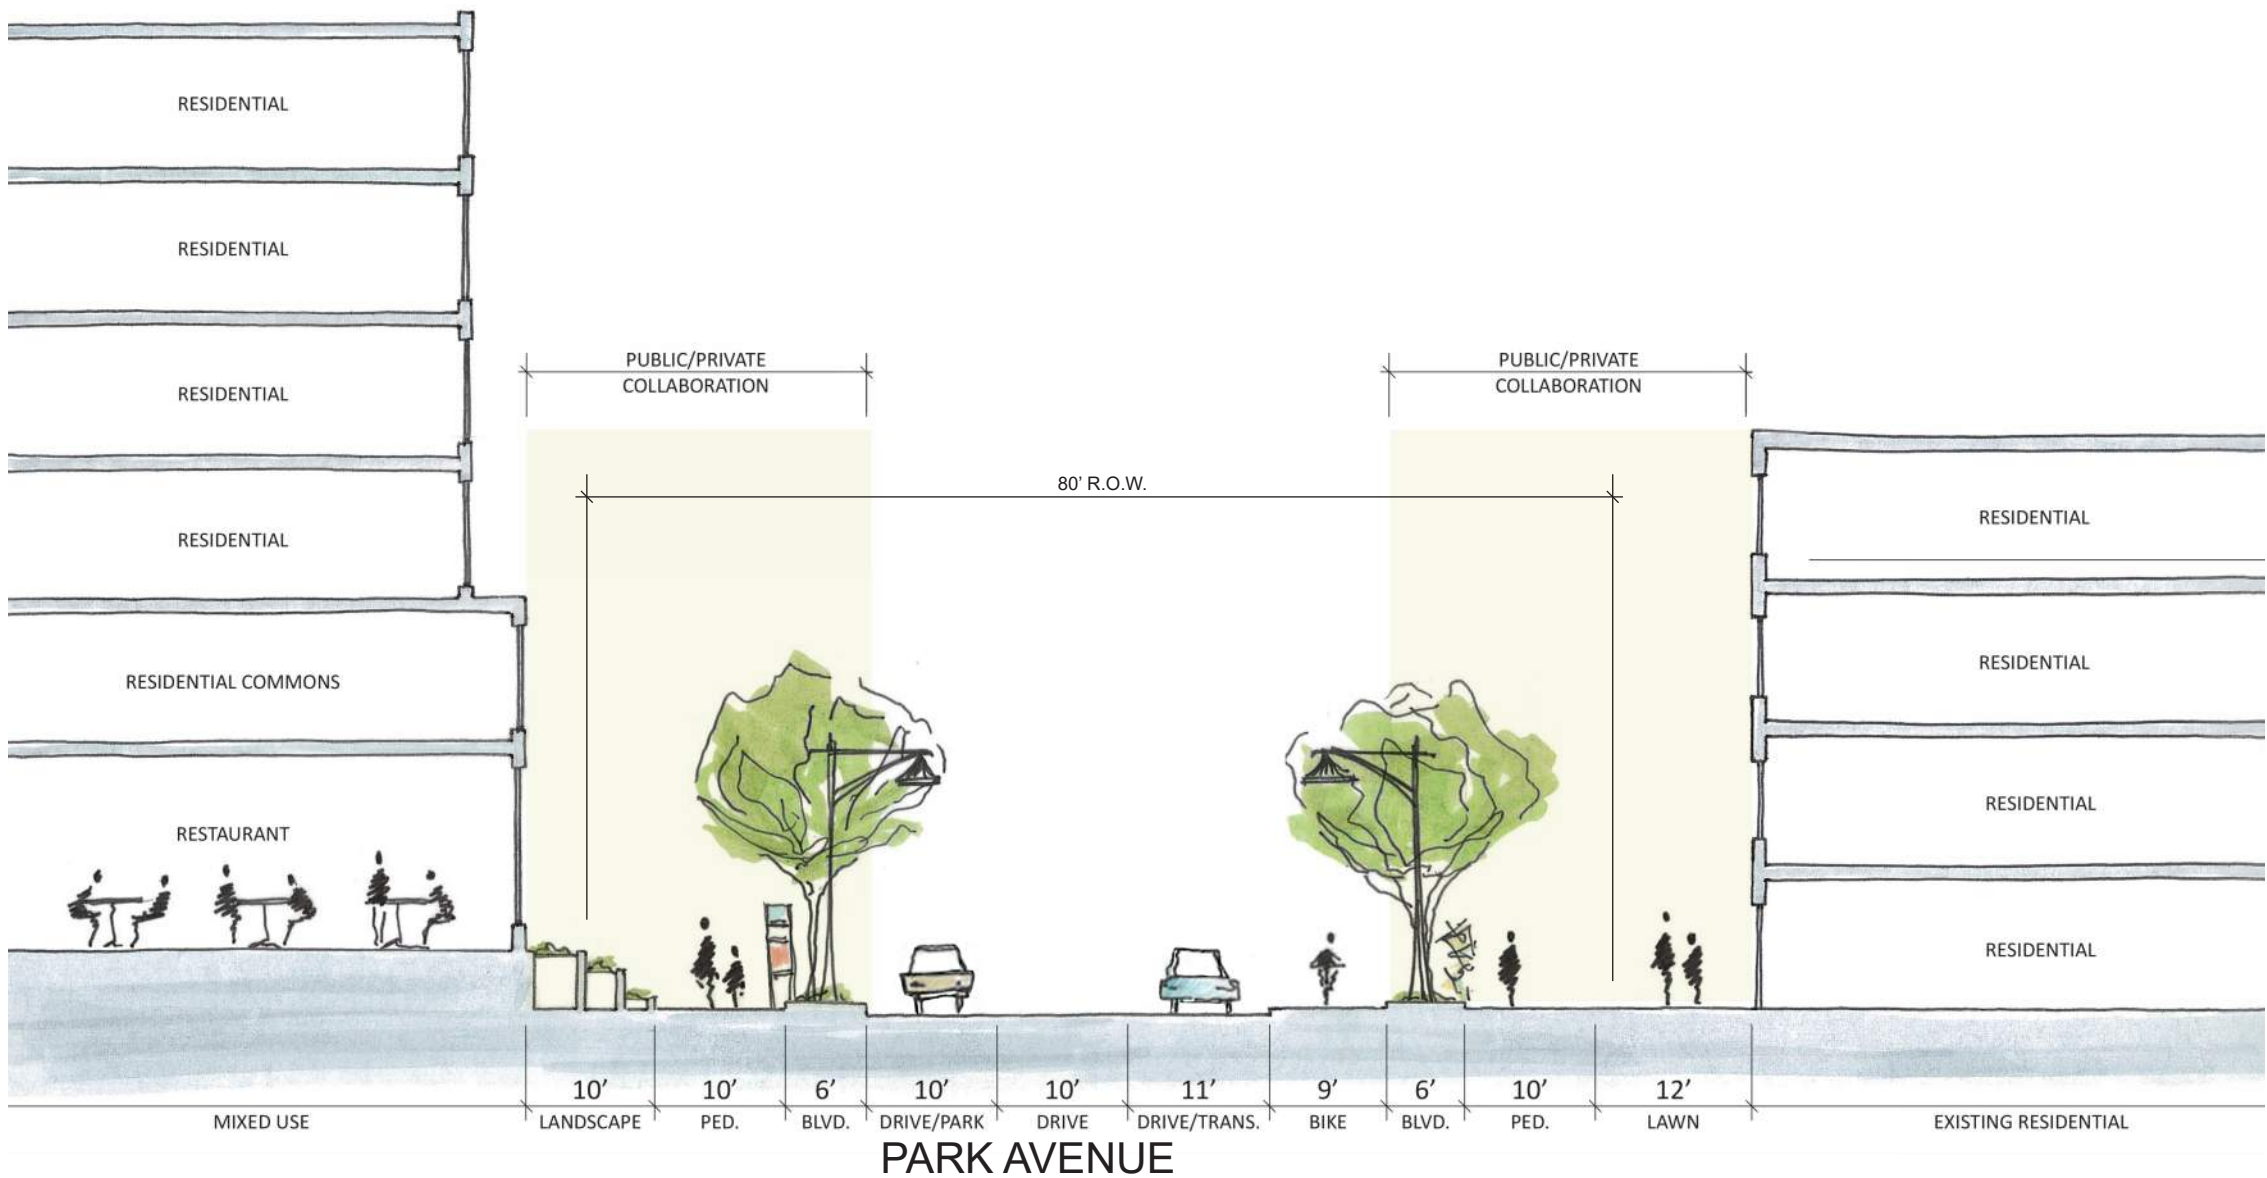 RESIDENTIAL
RESIDENTIAL
RESIDENTIAL
RESIDENTIAL
RESIDENTIAL COMMONS
RESTAURANT
PUBLIC/PRIVATE
COLLABORATION
80’ R.O.W.
PUBLIC/PRIVATE
COLLABORATION
RESIDENTIAL
RESIDENTIAL
RESIDENTIAL
RESIDENTIAL
10’ 10’ 6’ 10’ 10’ 11’ 9’ 6’ 10’ 12’
MIXED USE LANDSCAPE PED. BLVD. DRIVE/PARK DRIVE DRIVE/TRANS. BIKE BLVD. PED. LAWN EXISTING RESIDENTIAL
PARK AVENUE